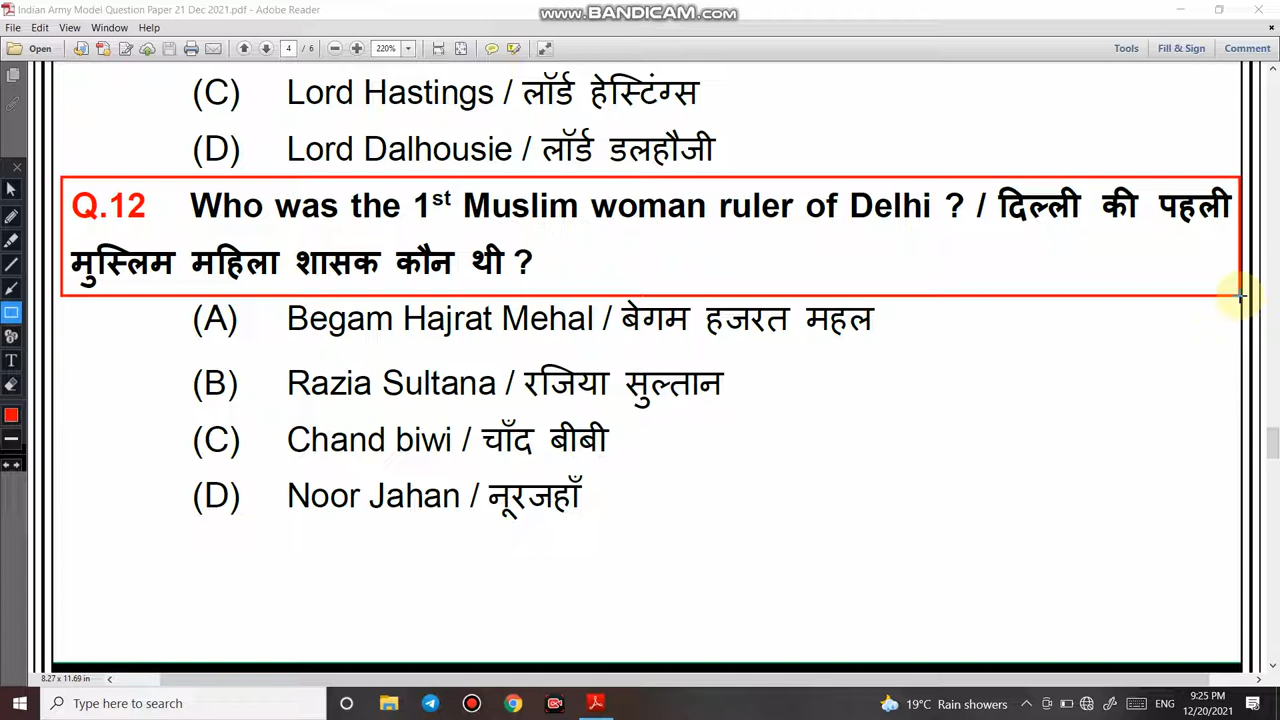 Indian Army Model Question Paper 21 Dec 2021.pdf - Adobe Reader
www.BANDICAM.com
File Edit View Window Help
Open 4 / 6 220% Tools Fill & Sign Comment
(C) Lord Hastings / लॉर्ड हेस्टिंग्स
(D) Lord Dalhousie / लॉर्ड डलहौजी
Q.12 Who was the 1st Muslim woman ruler of Delhi ? / दिल्ली की पहली
मुस्लिम महिला शासक कौन थी ?
(A) Begam Hajrat Mehal / बेगम हजरत महल
(B) Razia Sultana / रजिया सुल्तान
(C) Chand biwi / चाँद बीबी
(D) Noor Jahan / नूरजहाँ
8.27 x 11.69 in
Type here to search 19°C Rain showers ENG 9:25 PM
12/20/2021